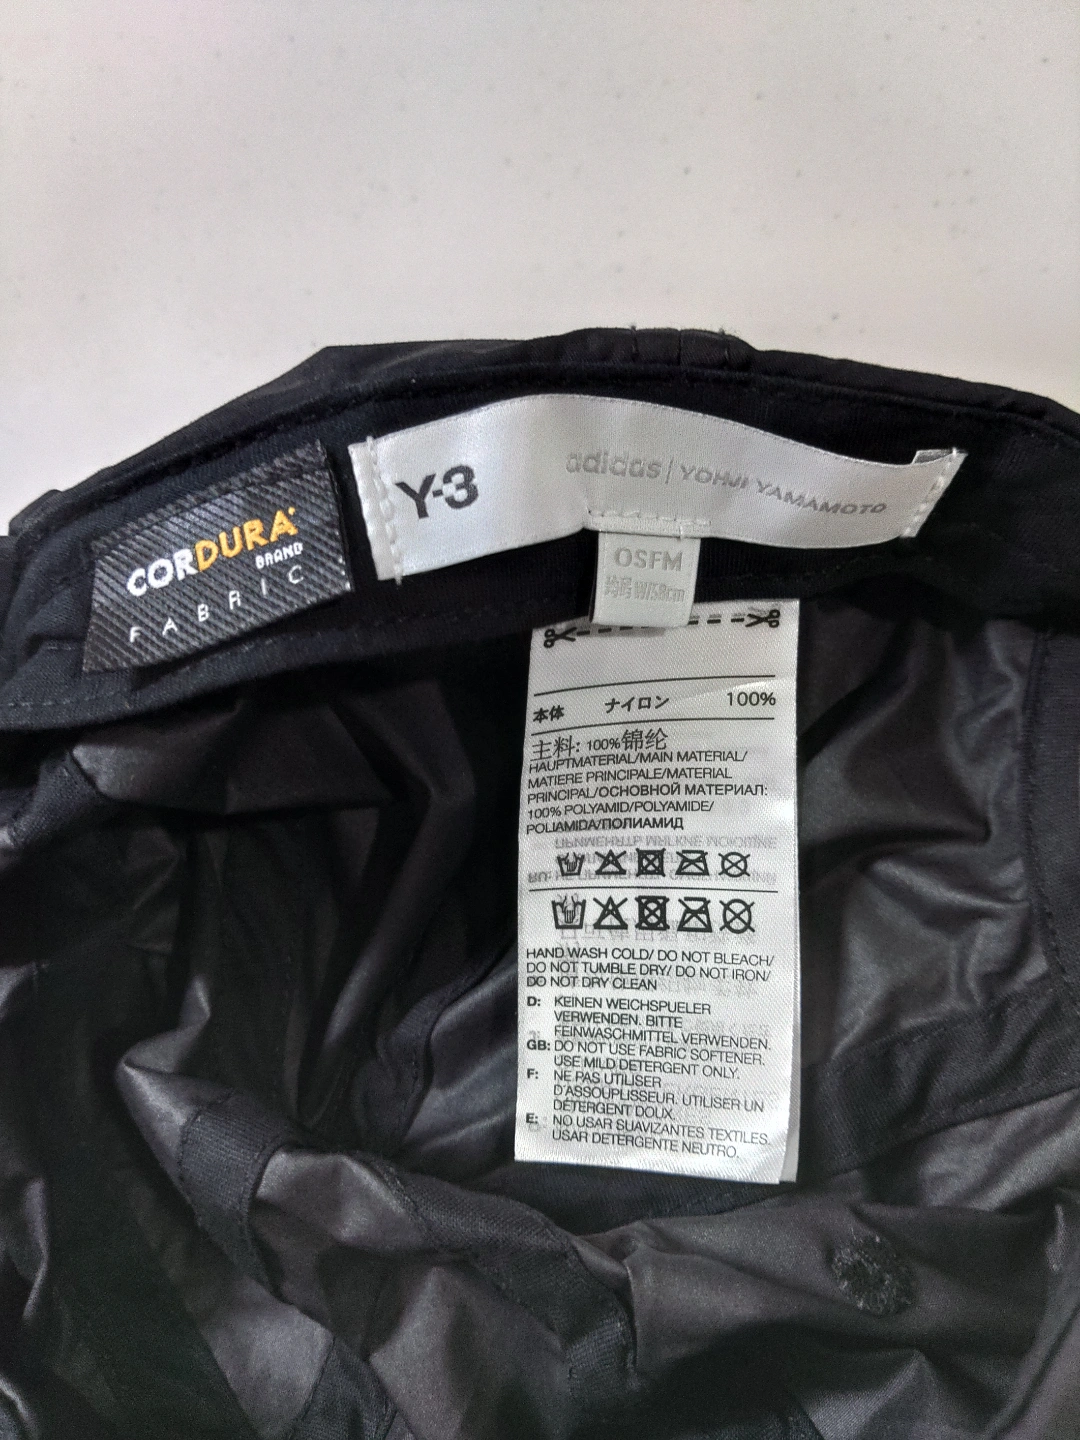 CORDURA
BRAND
FABRIC
Y-3
adidas | YOHJI YAMAMOTO
OSFM
均号 W/58cm
本体 ナイロン 100%
主料: 100%锦纶
HAUPTMATERIAL/MAIN MATERIAL/
MATIERE PRINCIPALE/MATERIAL
PRINCIPAL/ОСНОВНОЙ МАТЕРИАЛ:
100% POLYAMID/POLYAMIDE/
POLIAMIDA/ПОЛИАМИД
HAND WASH COLD/ DO NOT BLEACH/
DO NOT TUMBLE DRY/ DO NOT IRON/
DO NOT DRY CLEAN
D: KEINEN WEICHSPUELER
VERWENDEN. BITTE
FEINWASCHMITTEL VERWENDEN.
GB: DO NOT USE FABRIC SOFTENER.
USE MILD DETERGENT ONLY.
F: NE PAS UTILISER
D'ASSOUPLISSEUR. UTILISER UN
DÉTERGENT DOUX.
E: NO USAR SUAVIZANTES TEXTILES.
USAR DETERGENTE NEUTRO.